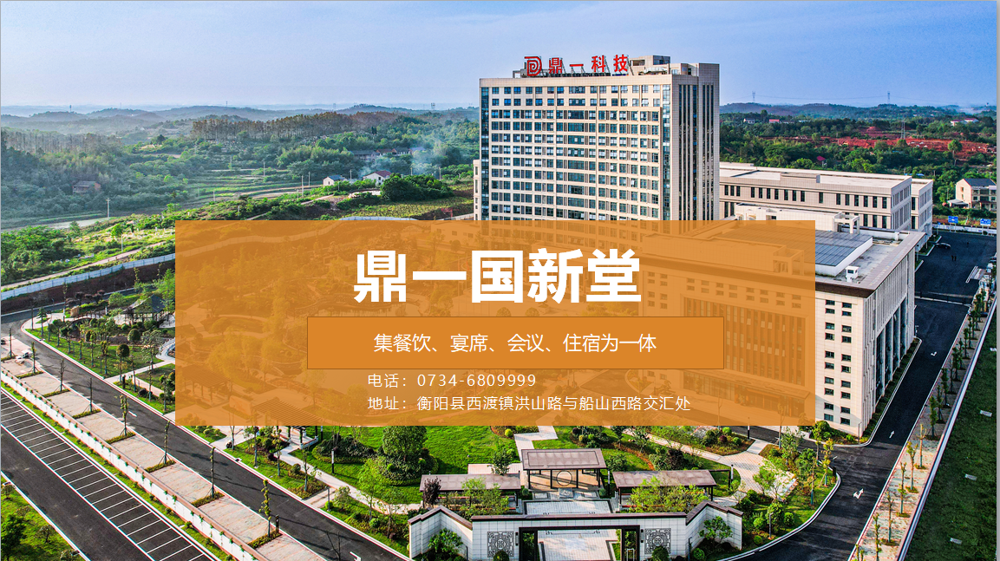 鼎一科技
鼎一国新堂
集餐饮、宴席、会议、住宿为一体
电话：0734-6809999
地址：衡阳县西渡镇洪山路与船山西路交汇处